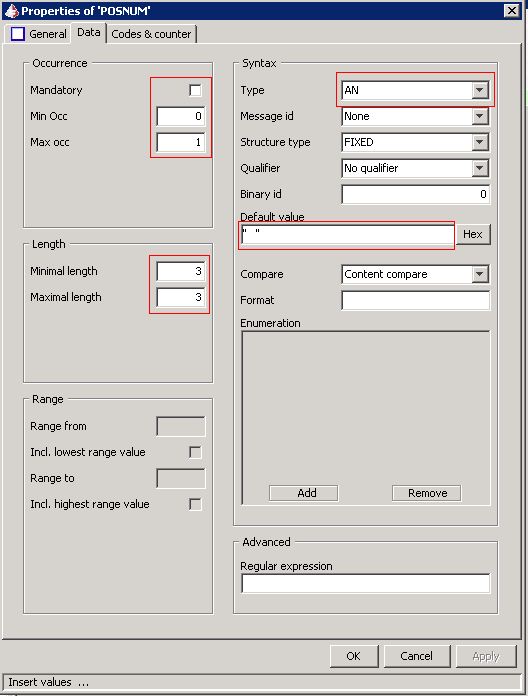 Properties of 'POSNUM'
General Data Codes & counter
Occurrence
Mandatory
Min Occ 0
Max occ 1
Length
Minimal length 3
Maximal length 3
Range
Range from
Incl. lowest range value
Range to
Incl. highest range value
Syntax
Type AN
Message id None
Structure type FIXED
Qualifier No qualifier
Binary id 0
Default value
"   " Hex
Compare Content compare
Format
Enumeration
Add Remove
Advanced
Regular expression
OK Cancel Apply
Insert values ...